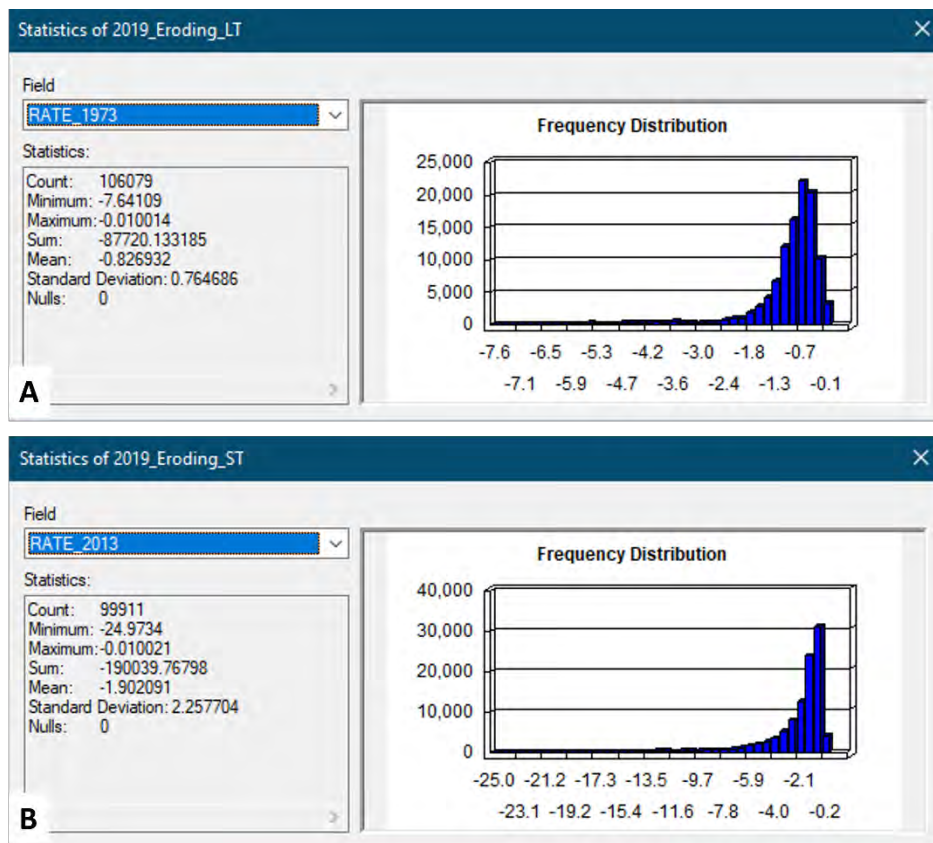 Statistics of 2019_Eroding_LT
Field
RATE_1973
Statistics:
Count: 106079
Minimum: -7.64109
Maximum: -0.010014
Sum: -87720.133185
Mean: -0.826932
Standard Deviation: 0.764686
Nulls: 0
Frequency Distribution
25,000
20,000
15,000
10,000
5,000
0
-7.6 -6.5 -5.3 -4.2 -3.0 -1.8 -0.7
-7.1 -5.9 -4.7 -3.6 -2.4 -1.3 -0.1
A
Statistics of 2019_Eroding_ST
Field
RATE_2013
Statistics:
Count: 99911
Minimum: -24.9734
Maximum: -0.010021
Sum: -190039.76798
Mean: -1.902091
Standard Deviation: 2.257704
Nulls: 0
Frequency Distribution
40,000
30,000
20,000
10,000
0
-25.0 -21.2 -17.3 -13.5 -9.7 -5.9 -2.1
-23.1 -19.2 -15.4 -11.6 -7.8 -4.0 -0.2
B